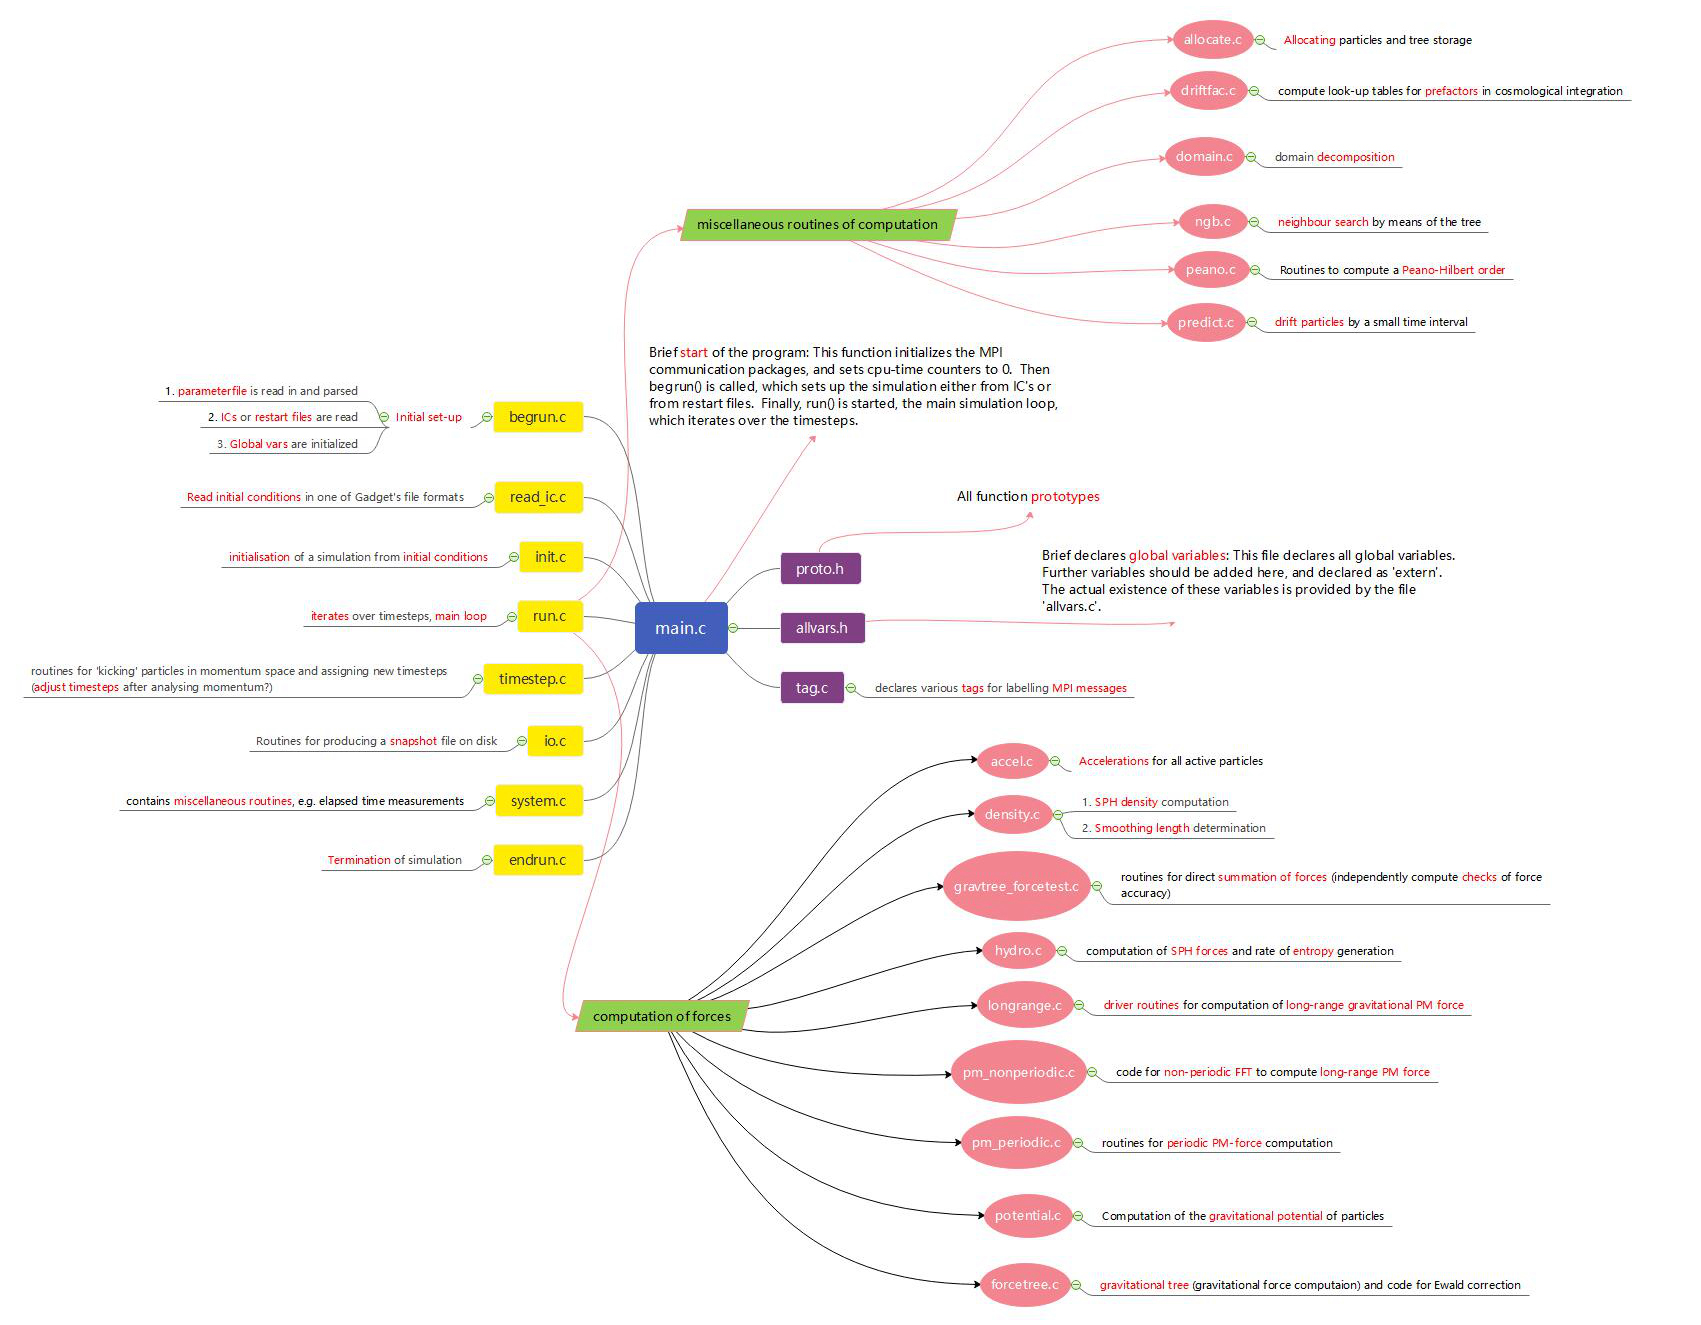 allocate.c
Allocating particles and tree storage
driftfac.c
compute look-up tables for prefactors in cosmological integration
domain.c
domain decomposition
miscellaneous routines of computation
ngb.c
neighbour search by means of the tree
peano.c
Routines to compute a Peano-Hilbert order
predict.c
drift particles by a small time interval
Brief start of the program: This function initializes the MPI
communication packages, and sets cpu-time counters to 0. Then
begrun() is called, which sets up the simulation either from IC's or
from restart files. Finally, run() is started, the main simulation loop,
which iterates over the timesteps.
1. parameterfile is read in and parsed
2. ICs or restart files are read
3. Global vars are initialized
Initial set-up
begrun.c
Read initial conditions in one of Gadget's file formats
read_ic.c
initialisation of a simulation from initial conditions
init.c
iterates over timesteps, main loop
run.c
routines for 'kicking' particles in momentum space and assigning new timesteps
(adjust timesteps after analysing momentum?)
timestep.c
Routines for producing a snapshot file on disk
io.c
contains miscellaneous routines, e.g. elapsed time measurements
system.c
Termination of simulation
endrun.c
main.c
All function prototypes
proto.h
Brief declares global variables: This file declares all global variables.
Further variables should be added here, and declared as 'extern'.
The actual existence of these variables is provided by the file
'allvars.c'.
allvars.h
tag.c
declares various tags for labelling MPI messages
computation of forces
accel.c
Accelerations for all active particles
density.c
1. SPH density computation
2. Smoothing length determination
gravtree_forcetest.c
routines for direct summation of forces (independently compute checks of force
accuracy)
hydro.c
computation of SPH forces and rate of entropy generation
longrange.c
driver routines for computation of long-range gravitational PM force
pm_nonperiodic.c
code for non-periodic FFT to compute long-range PM force
pm_periodic.c
routines for periodic PM-force computation
potential.c
Computation of the gravitational potential of particles
forcetree.c
gravitational tree (gravitational force computaion) and code for Ewald correction